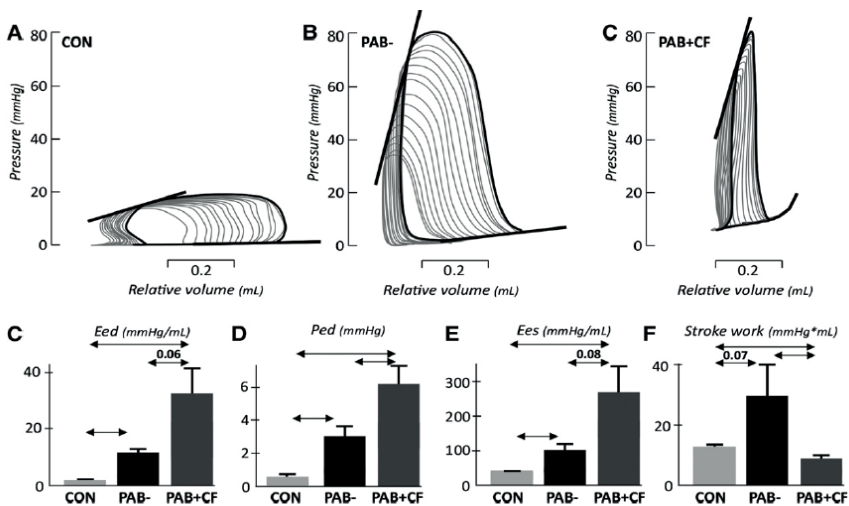 A CON
80
60
40
20
0
Pressure (mmHg)
0.2
Relative volume (mL)
B PAB-
80
60
40
20
0
Pressure (mmHg)
0.2
Relative volume (mL)
C PAB+CF
80
60
40
20
0
Pressure (mmHg)
0.2
Relative volume (mL)
C Eed (mmHg/mL)
0.06
40
20
0
CON PAB- PAB+CF
D Ped (mmHg)
6
4
2
0
CON PAB- PAB+CF
E Ees (mmHg/mL)
0.08
300
200
100
0
CON PAB- PAB+CF
F Stroke work (mmHg*mL)
0.07
40
20
0
CON PAB- PAB+CF